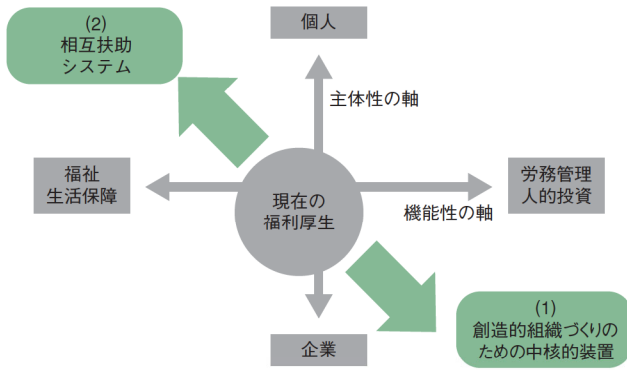 (2)
相互扶助
システム
個人
主体性の軸
福祉
生活保障
現在の
福利厚生
労務管理
人的投資
機能性の軸
(1)
創造的組織づくりの
ための中核的装置
企業